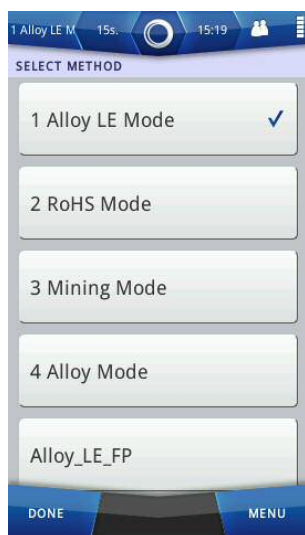 1 Alloy LE M 15s. 15:19
SELECT METHOD
1 Alloy LE Mode
2 RoHS Mode
3 Mining Mode
4 Alloy Mode
Alloy_LE_FP
DONE MENU